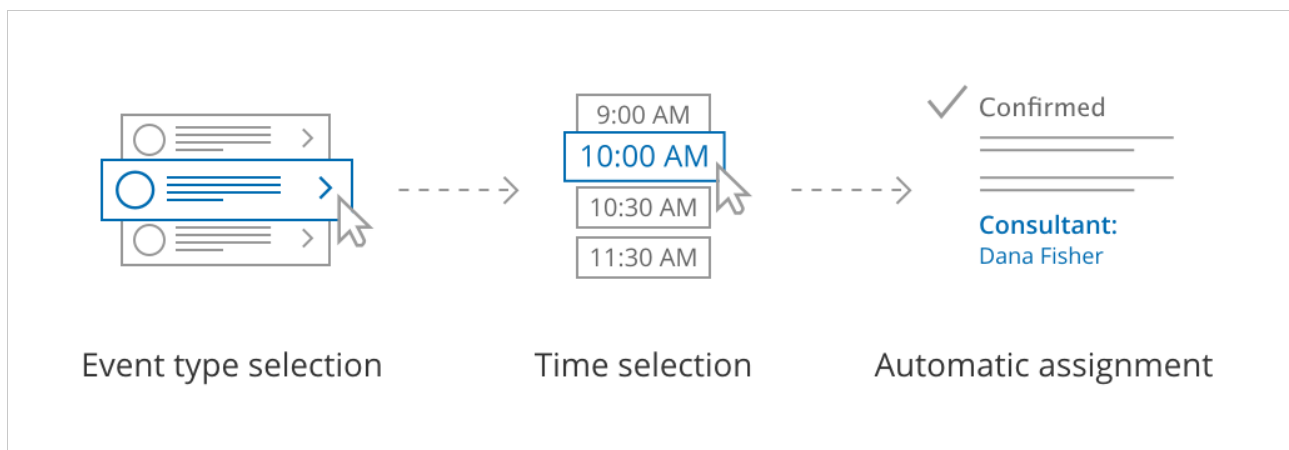 9:00 AM
10:00 AM
10:30 AM
11:30 AM
Confirmed
Consultant:
Dana Fisher
Event type selection
Time selection
Automatic assignment